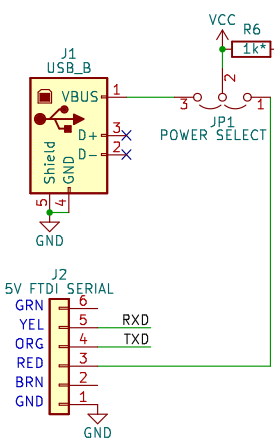 VCC
R6
1k*
J1
USB_B
VBUS 1
2
3 1
JP1
POWER SELECT
D+ 3
D- 2
Shield
GND
5 4
GND
J2
5V FTDI SERIAL
GRN 6
YEL 5 RXD
ORG 4 TXD
RED 3
BRN 2
GND 1
GND